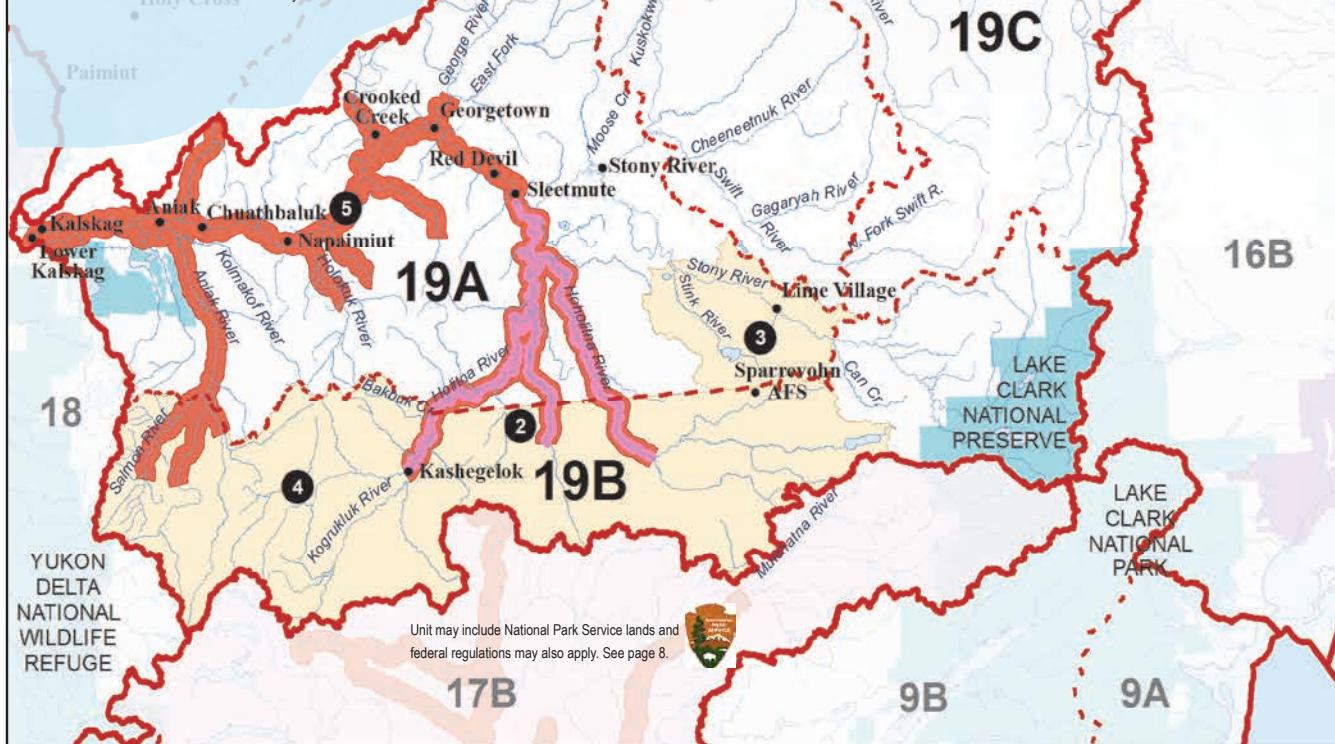 Holy Cross
Paimiut
George River
East Fork
Kuskokw
River
19C
Crooked
Creek
Georgetown
Moose Cr.
Cheeneetnuk River
Red Devil
Stony River
Sleetmute
Swift
River
Gagaryah River
N. Fork Swift R.
Kalskag
Aniak
Chuathbaluk
5
Lower
Kalskag
Napaimiut
Kolmakof River
Aniak River
Holokuk River
19A
Hoholitna River
Stony River
Stink River
Lime Village
16B
3
Holitna River
Bakbuk Cr.
Sparrevohn
AFS
Can Cr.
LAKE
CLARK
NATIONAL
PRESERVE
18
Salmon River
2
Kashegelok
19B
4
Kogrukluk River
Mulchatna River
LAKE
CLARK
NATIONAL
PARK
YUKON
DELTA
NATIONAL
WILDLIFE
REFUGE
Unit may include National Park Service lands and
federal regulations may also apply. See page 8.
17B
9B
9A